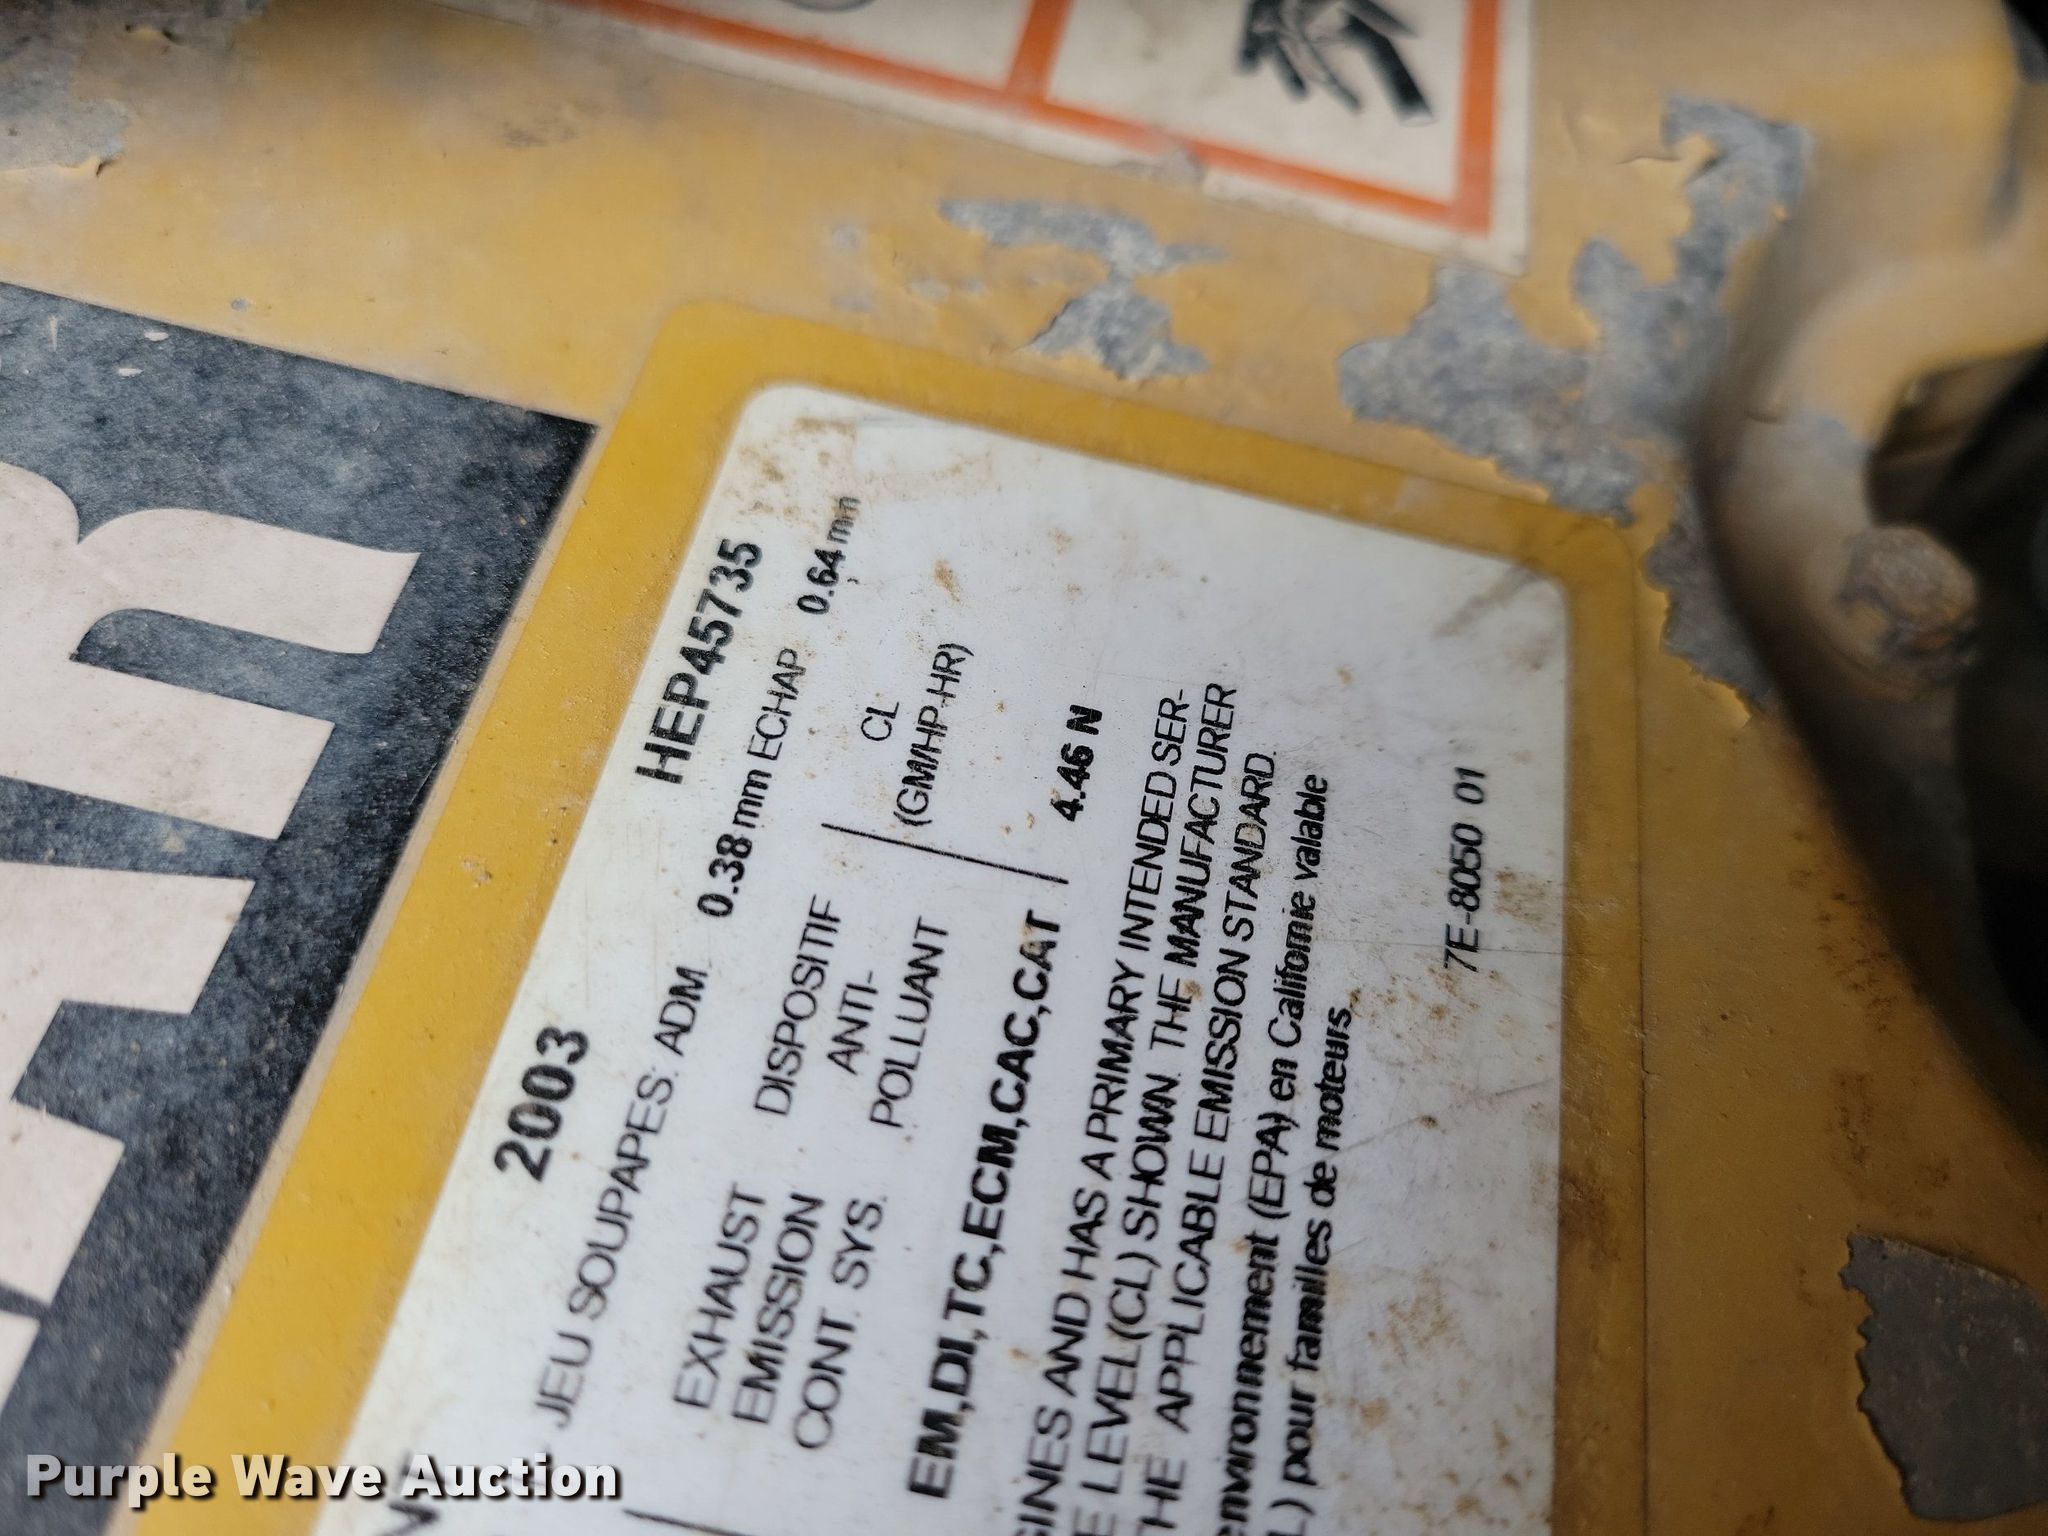 2003 HEP45735
JEU SOUPAPES: ADM 0.38 mm ECHAP 0.64 mm
EXHAUST DISPOSITIF CL
EMISSION ANTI- (GM/HP-HR)
CONT. SYS. POLLUANT
EM,DI,TC,ECM,CAC,CAT 4.46 N
GINES AND HAS A PRIMARY INTENDED SER-
E LEVEL (CL) SHOWN. THE MANUFACTURER
THE APPLICABLE EMISSION STANDARD.
environnement (EPA) en Californie valable
L) pour familles de moteurs.
7E-8050 01
Purple Wave Auction